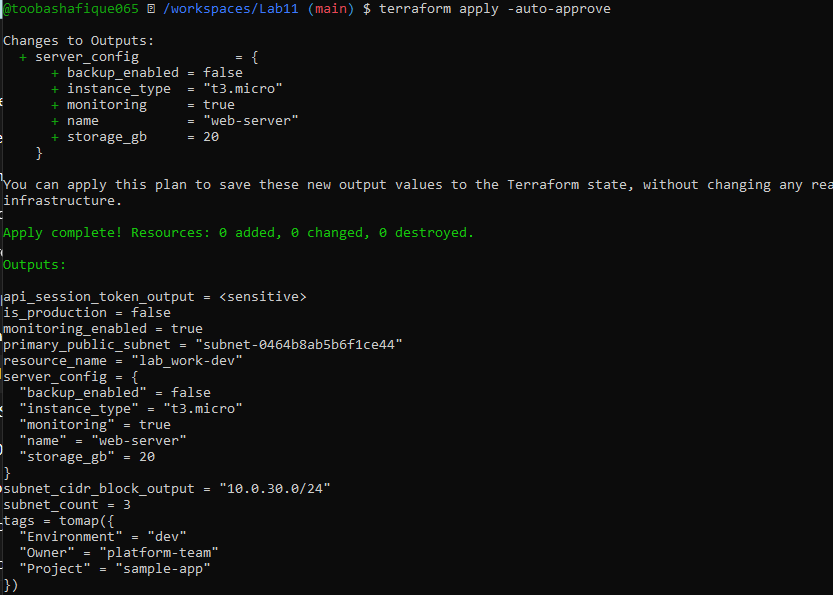 @toobashafique065 /workspaces/Lab11 (main) $ terraform apply -auto-approve
Changes to Outputs:
  + server_config            = {
      + backup_enabled = false
      + instance_type  = "t3.micro"
      + monitoring     = true
      + name           = "web-server"
      + storage_gb     = 20
    }
You can apply this plan to save these new output values to the Terraform state, without changing any rea
infrastructure.
Apply complete! Resources: 0 added, 0 changed, 0 destroyed.
Outputs:
api_session_token_output = <sensitive>
is_production = false
monitoring_enabled = true
primary_public_subnet = "subnet-0464b8ab5b6f1ce44"
resource_name = "lab_work-dev"
server_config = {
  "backup_enabled" = false
  "instance_type" = "t3.micro"
  "monitoring" = true
  "name" = "web-server"
  "storage_gb" = 20
}
subnet_cidr_block_output = "10.0.30.0/24"
subnet_count = 3
tags = tomap({
  "Environment" = "dev"
  "Owner" = "platform-team"
  "Project" = "sample-app"
})